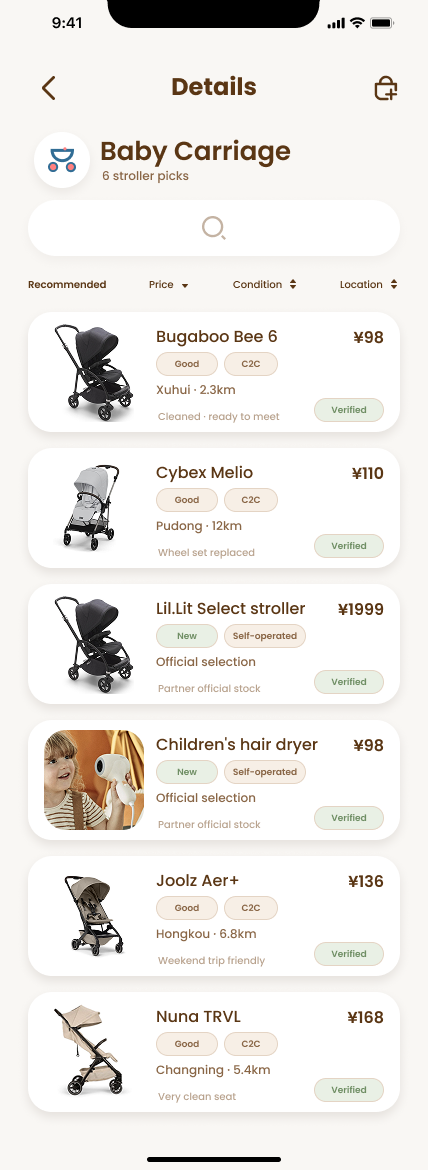 9:41
Details
Baby Carriage
6 stroller picks
Recommended Price Condition Location
Bugaboo Bee 6 ¥98
Good C2C
Xuhui · 2.3km
Cleaned · ready to meet Verified
Cybex Melio ¥110
Good C2C
Pudong · 12km
Wheel set replaced Verified
Lil.Lit Select stroller ¥1999
New Self-operated
Official selection
Partner official stock Verified
Children's hair dryer ¥98
New Self-operated
Official selection
Partner official stock Verified
Joolz Aer+ ¥136
Good C2C
Hongkou · 6.8km
Weekend trip friendly Verified
Nuna TRVL ¥168
Good C2C
Changning · 5.4km
Very clean seat Verified